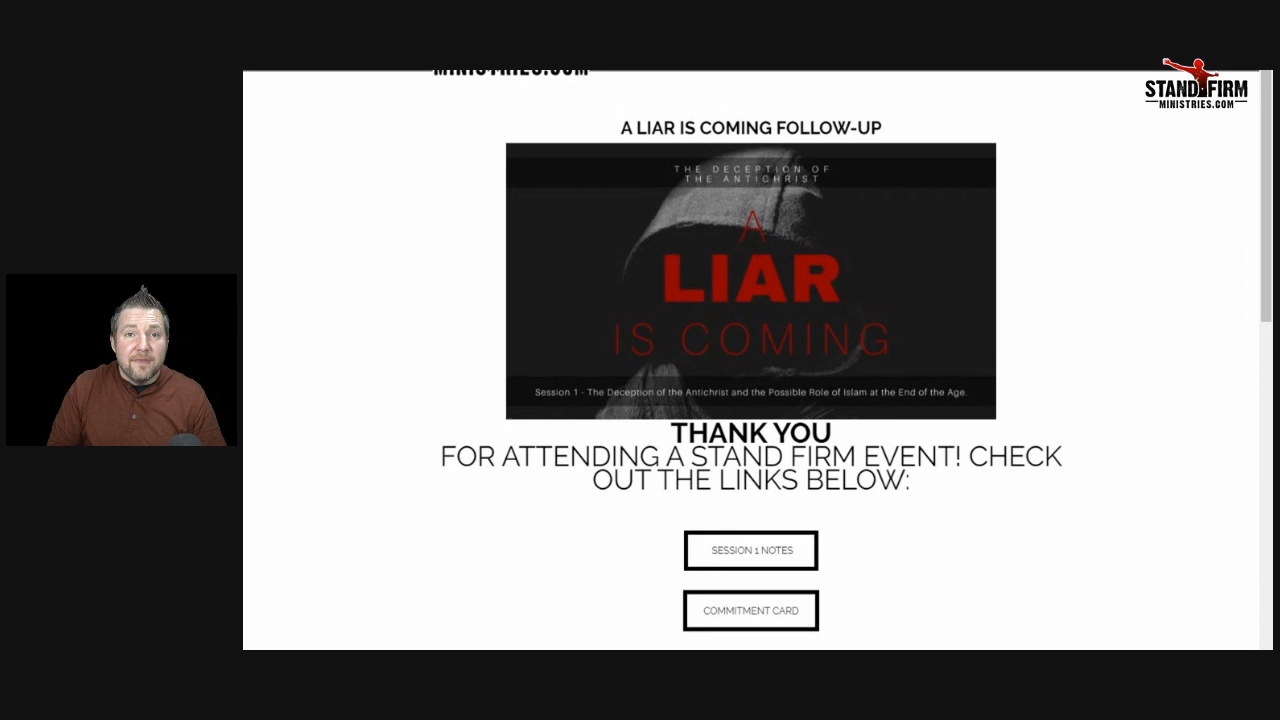 MINISTRIES.COM
STAND FIRM
MINISTRIES.COM
A LIAR IS COMING FOLLOW-UP
THE DECEPTION OF
THE ANTICHRIST
A
LIAR
IS COMING
Session 1 - The Deception of the Antichrist and the Possible Role of Islam at the End of the Age.
THANK YOU
FOR ATTENDING A STAND FIRM EVENT! CHECK
OUT THE LINKS BELOW:
SESSION 1 NOTES
COMMITMENT CARD